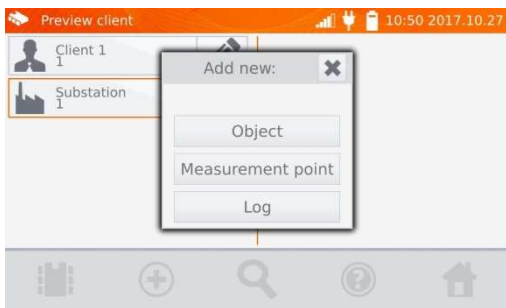 Preview client
10:50 2017.10.27
Client 1
1
Substation
1
Add new:
Object
Measurement point
Log